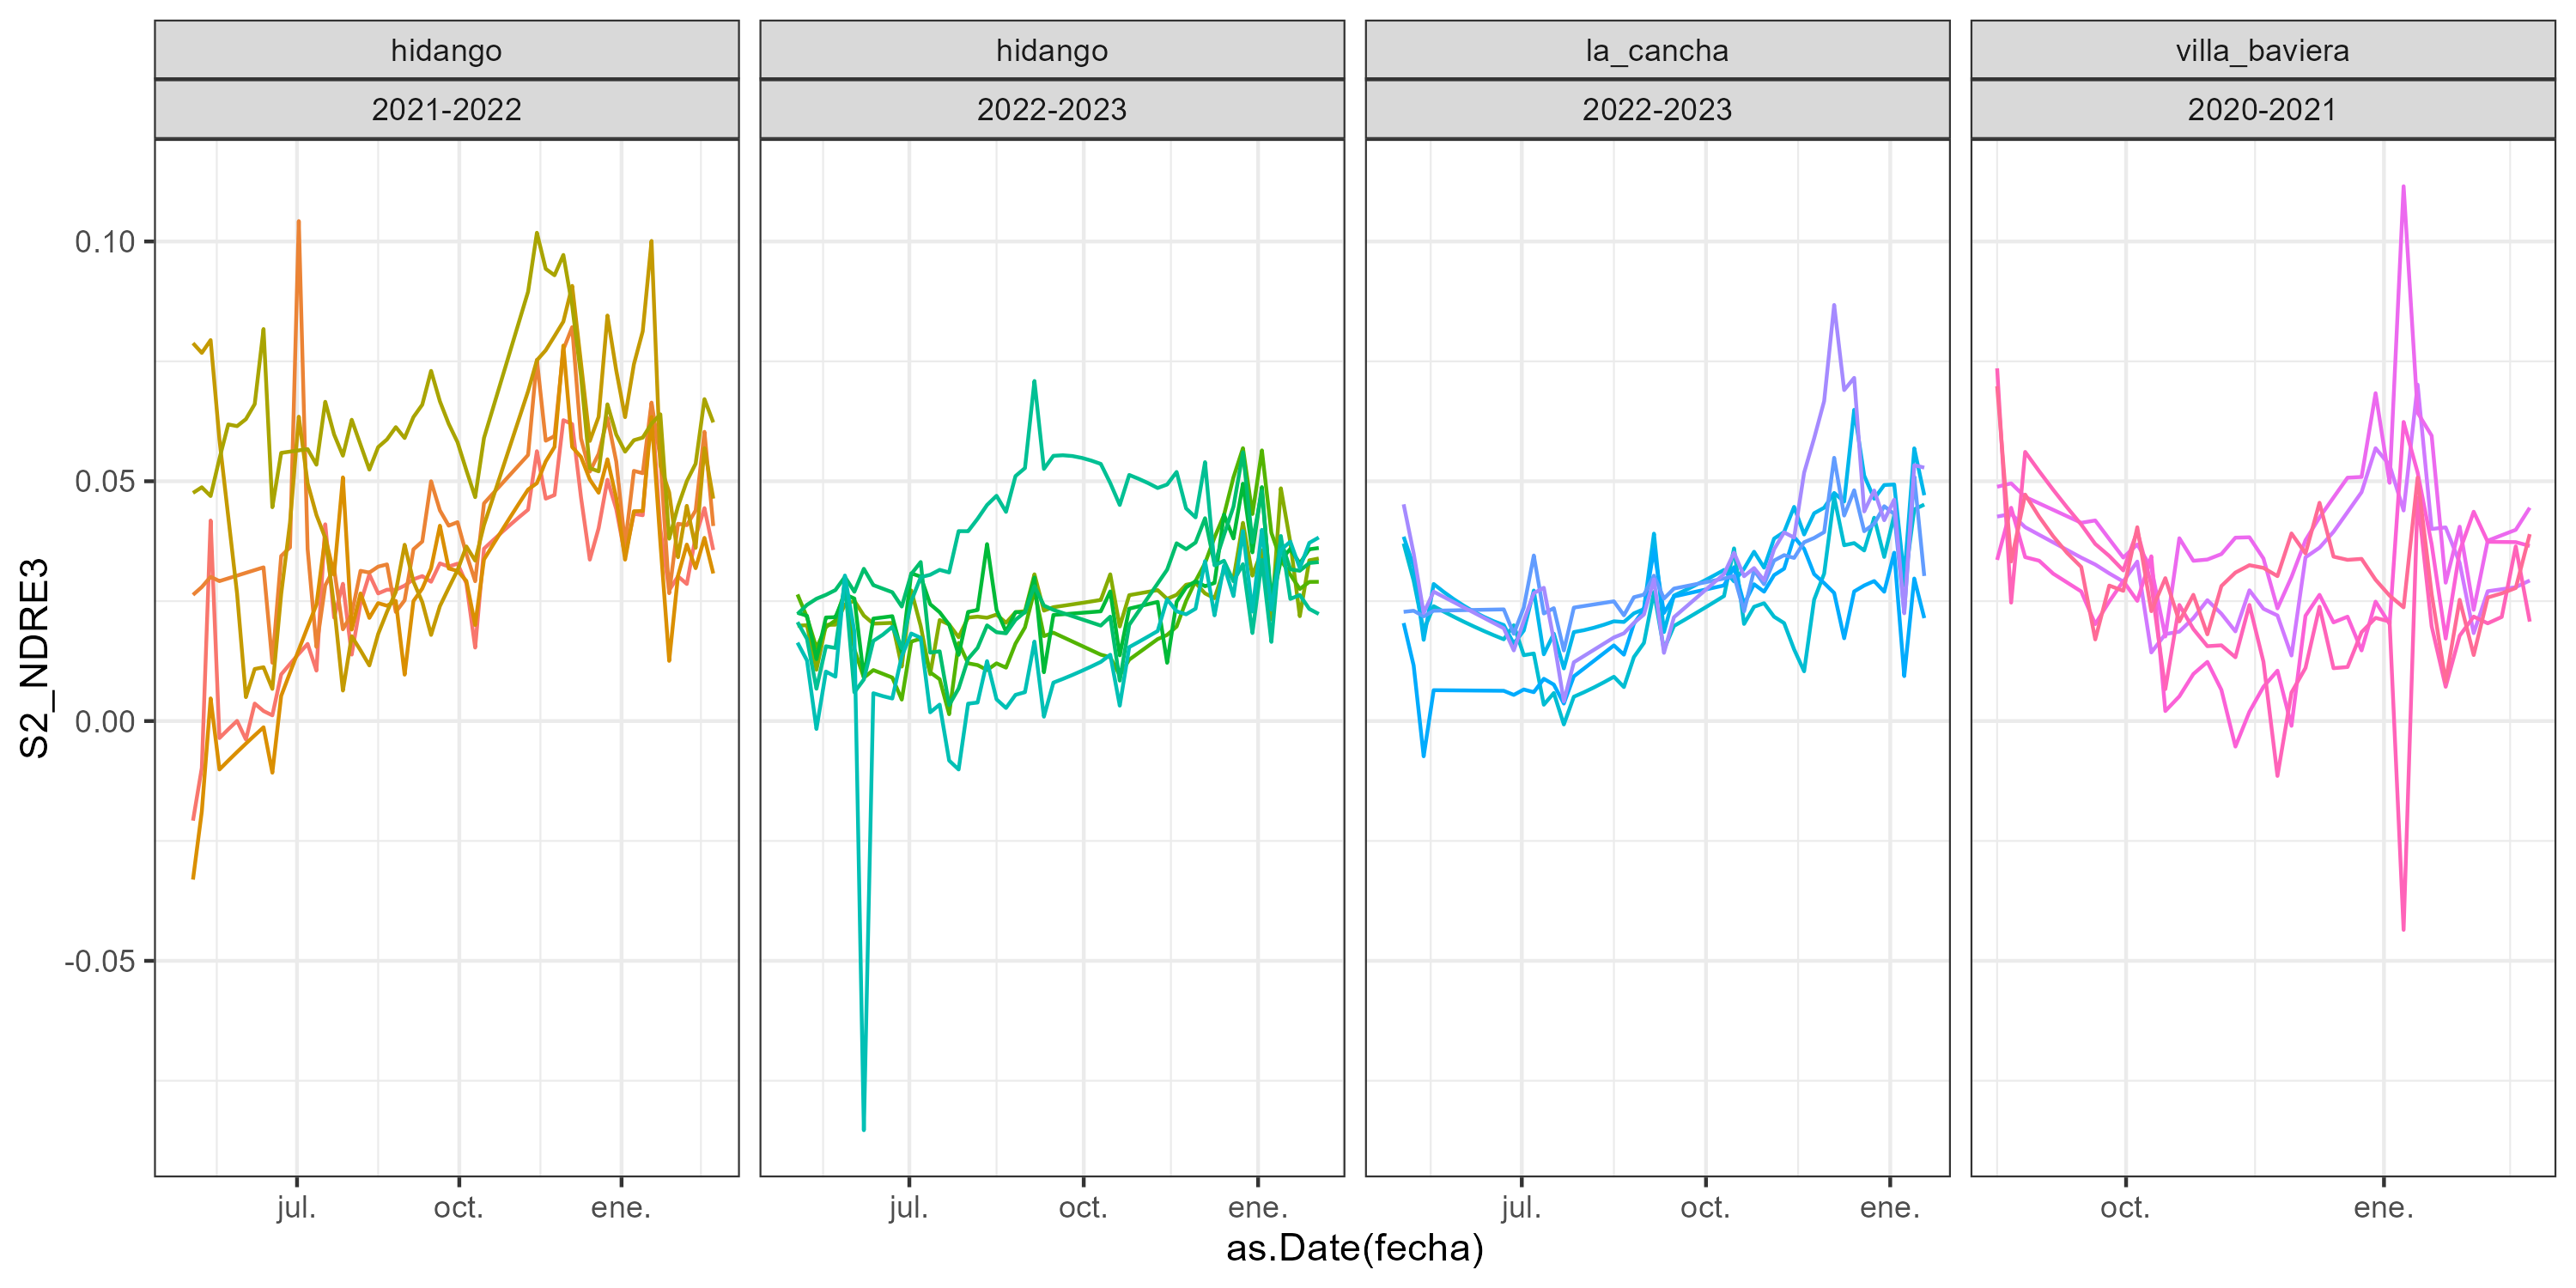 hidango hidango la_cancha villa_baviera
2021-2022 2022-2023 2022-2023 2020-2021
0.10
0.05
0.00
-0.05
S2_NDRE3
jul. oct. ene. jul. oct. ene. jul. oct. ene. oct. ene.
as.Date(fecha)